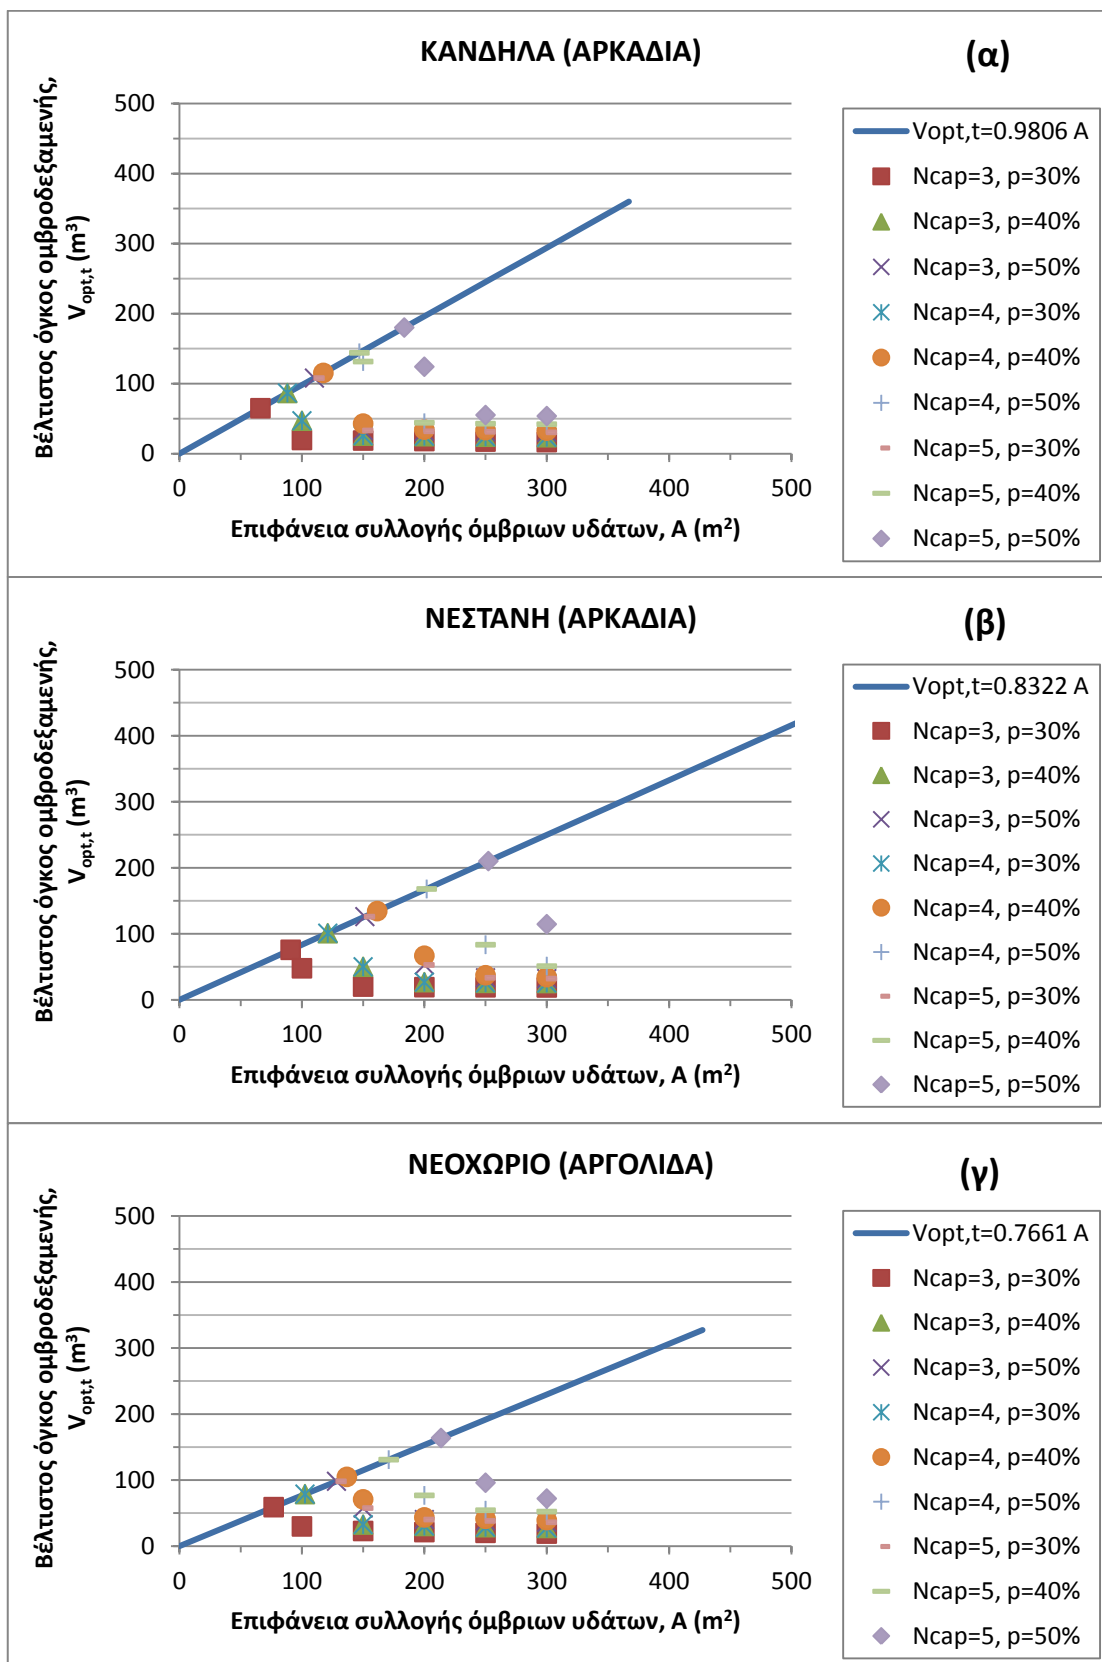 ΚΑΝΔΗΛΑ (ΑΡΚΑΔΙΑ)
(α)
Βέλτιστος όγκος ομβροδεξαμενής,
Vopt,t (m³)
500
400
300
200
100
0
0 100 200 300 400 500
Επιφάνεια συλλογής όμβριων υδάτων, Α (m²)
Vopt,t=0.9806 A
Ncap=3, p=30%
Ncap=3, p=40%
Ncap=3, p=50%
Ncap=4, p=30%
Ncap=4, p=40%
Ncap=4, p=50%
Ncap=5, p=30%
Ncap=5, p=40%
Ncap=5, p=50%
ΝΕΣΤΑΝΗ (ΑΡΚΑΔΙΑ)
(β)
Βέλτιστος όγκος ομβροδεξαμενής,
Vopt,t (m³)
500
400
300
200
100
0
0 100 200 300 400 500
Επιφάνεια συλλογής όμβριων υδάτων, Α (m²)
Vopt,t=0.8322 A
Ncap=3, p=30%
Ncap=3, p=40%
Ncap=3, p=50%
Ncap=4, p=30%
Ncap=4, p=40%
Ncap=4, p=50%
Ncap=5, p=30%
Ncap=5, p=40%
Ncap=5, p=50%
ΝΕΟΧΩΡΙΟ (ΑΡΓΟΛΙΔΑ)
(γ)
Βέλτιστος όγκος ομβροδεξαμενής,
Vopt,t (m³)
500
400
300
200
100
0
0 100 200 300 400 500
Επιφάνεια συλλογής όμβριων υδάτων, Α (m²)
Vopt,t=0.7661 A
Ncap=3, p=30%
Ncap=3, p=40%
Ncap=3, p=50%
Ncap=4, p=30%
Ncap=4, p=40%
Ncap=4, p=50%
Ncap=5, p=30%
Ncap=5, p=40%
Ncap=5, p=50%